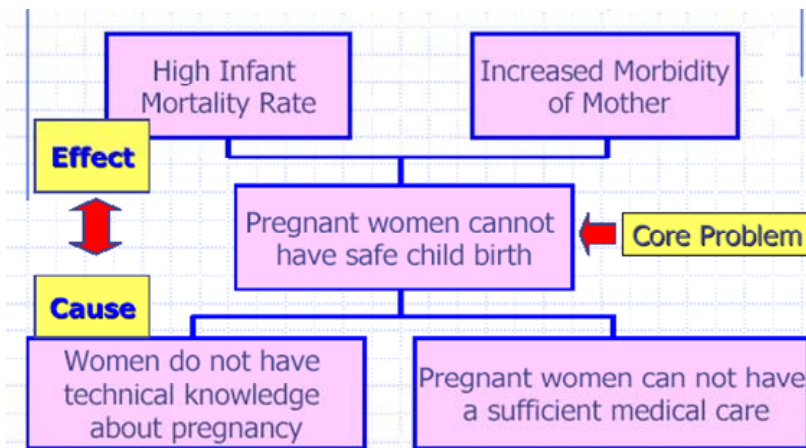 High Infant
Mortality Rate
Increased Morbidity
of Mother
Effect
Pregnant women cannot
have safe child birth
Core Problem
Cause
Women do not have
technical knowledge
about pregnancy
Pregnant women can not have
a sufficient medical care